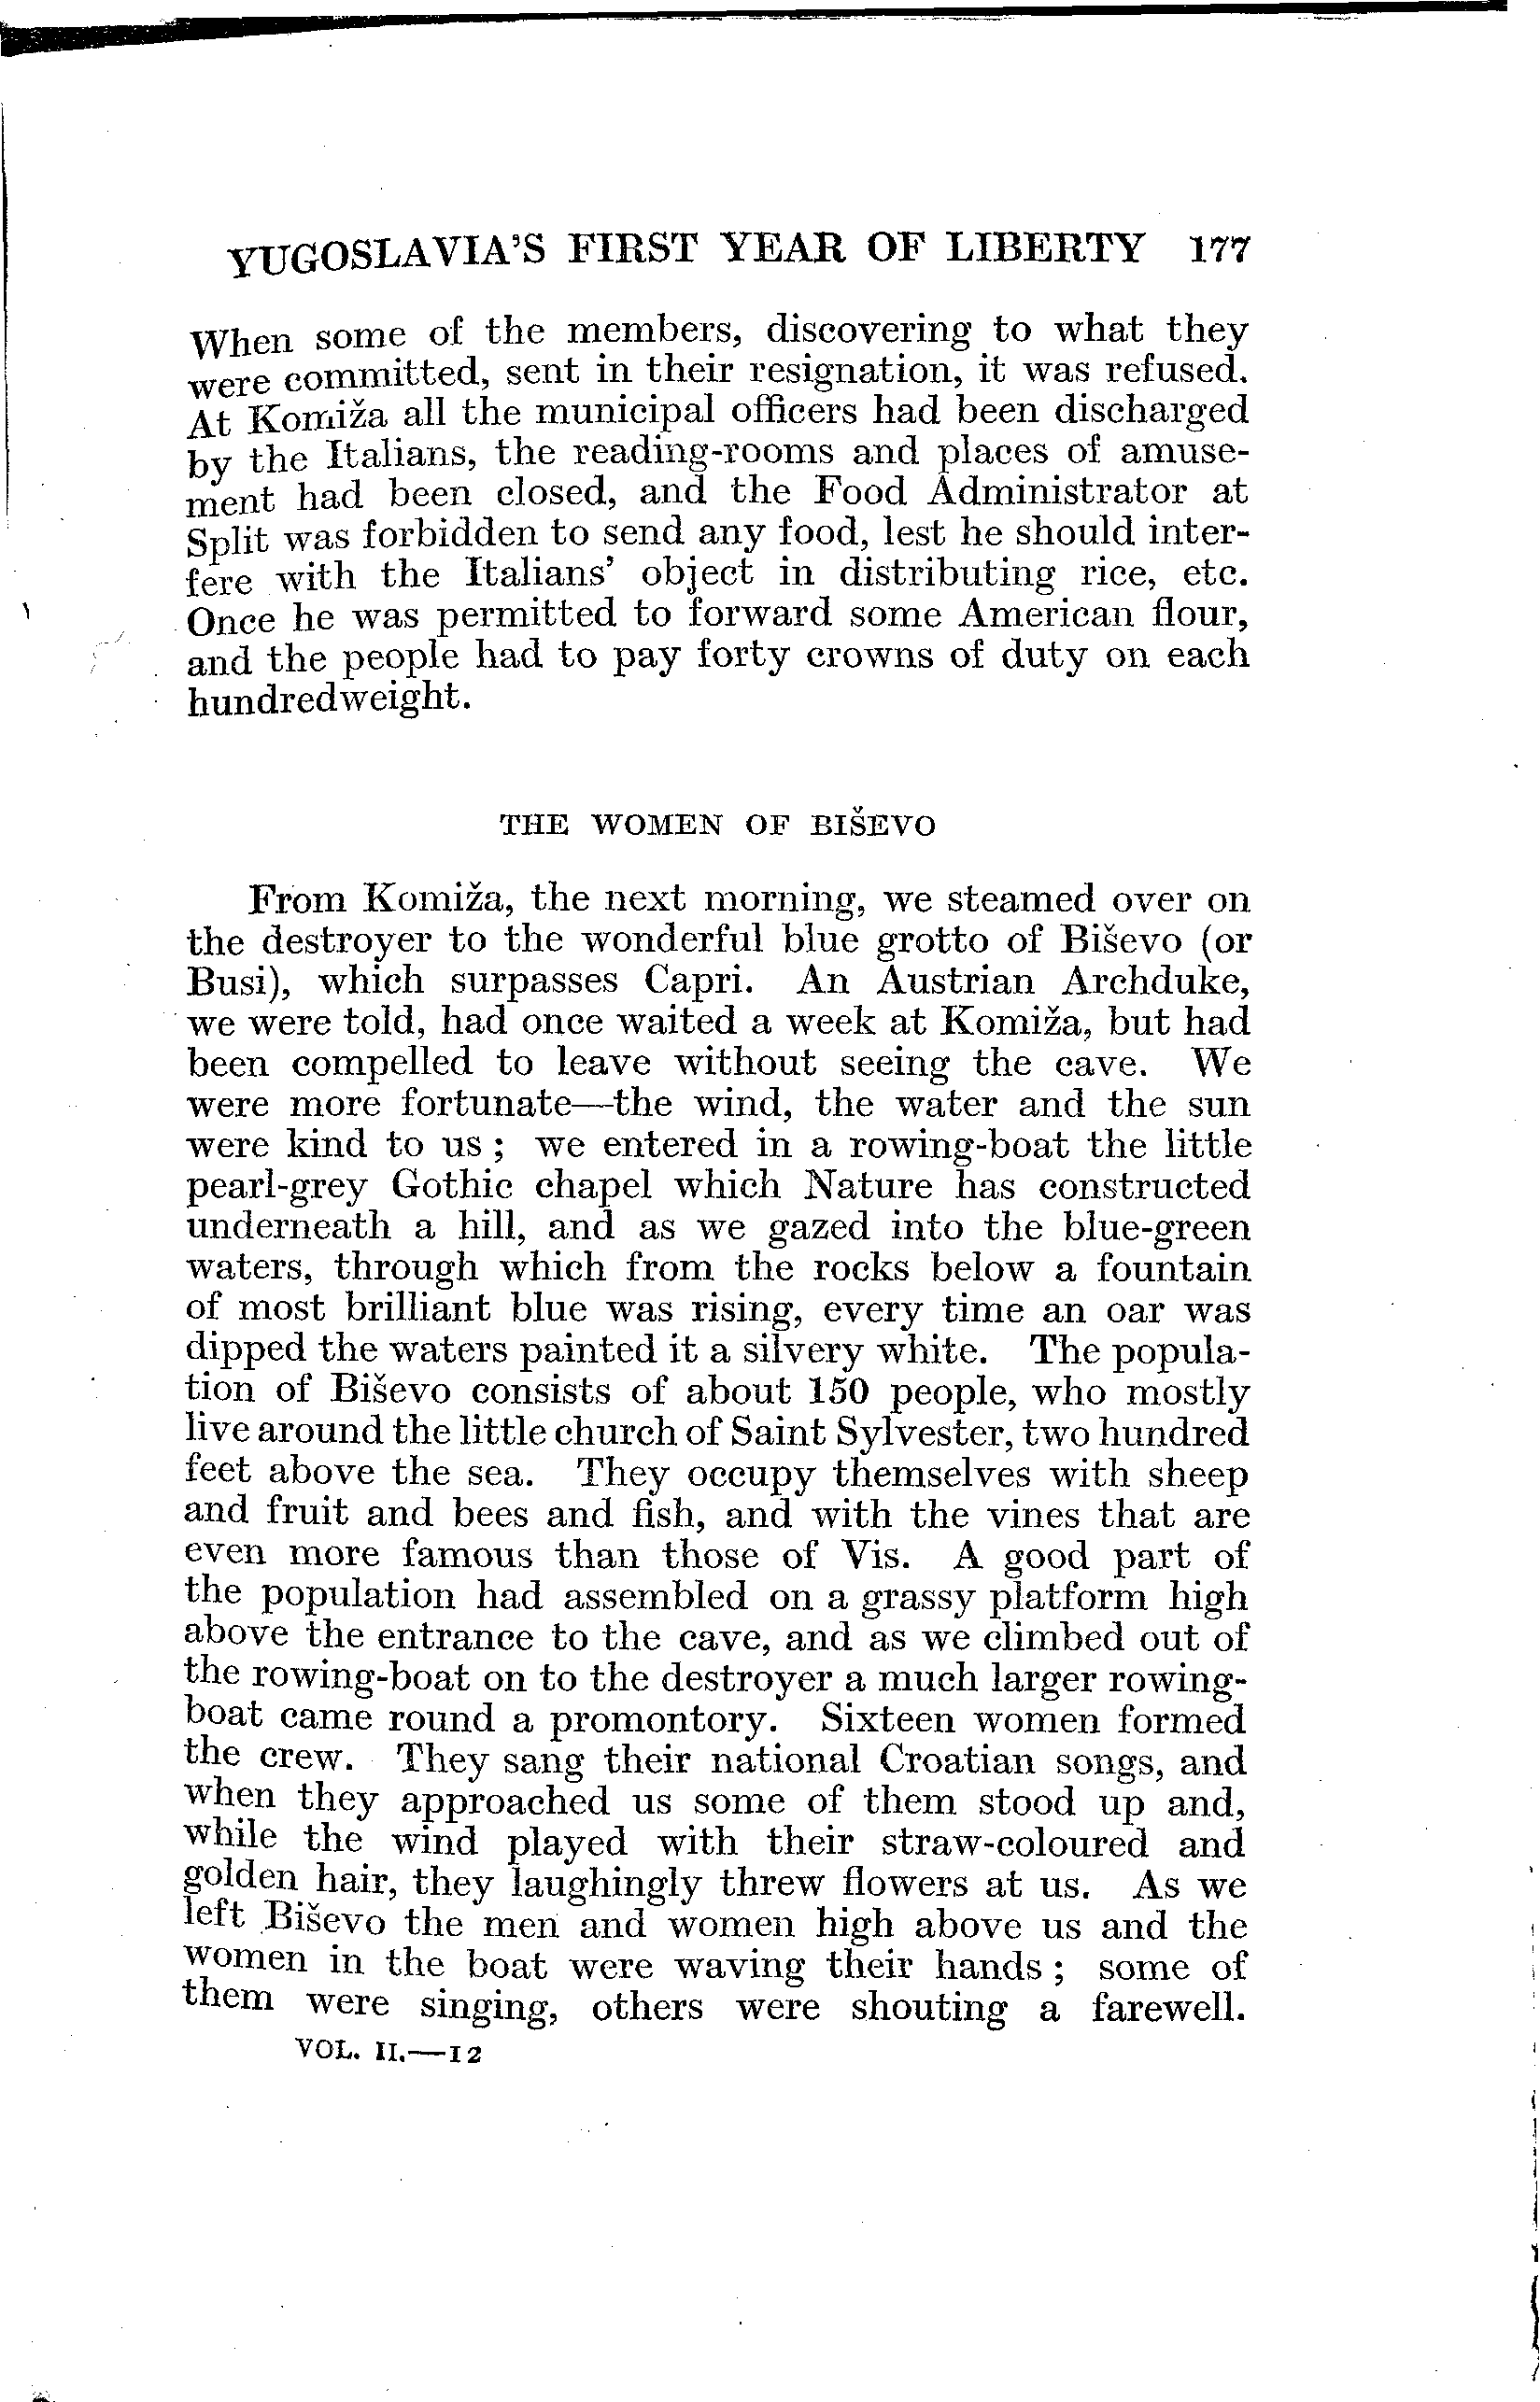 YUGOSLAVIA'S FIRST YEAR OF LIBERTY 177
When some of the members, discovering to what they
were committed, sent in their resignation, it was refused.
At Komiža all the municipal officers had been discharged
by the Italians, the reading-rooms and places of amuse-
ment had been closed, and the Food Administrator at
Split was forbidden to send any food, lest he should inter-
fere with the Italians' object in distributing rice, etc.
Once he was permitted to forward some American flour,
and the people had to pay forty crowns of duty on each
hundredweight.
THE WOMEN OF BIŠEVO
From Komiža, the next morning, we steamed over on
the destroyer to the wonderful blue grotto of Biševo (or
Busi), which surpasses Capri. An Austrian Archduke,
we were told, had once waited a week at Komiža, but had
been compelled to leave without seeing the cave. We
were more fortunate—the wind, the water and the sun
were kind to us ; we entered in a rowing-boat the little
pearl-grey Gothic chapel which Nature has constructed
underneath a hill, and as we gazed into the blue-green
waters, through which from the rocks below a fountain
of most brilliant blue was rising, every time an oar was
dipped the waters painted it a silvery white. The popula-
tion of Biševo consists of about 150 people, who mostly
live around the little church of Saint Sylvester, two hundred
feet above the sea. They occupy themselves with sheep
and fruit and bees and fish, and with the vines that are
even more famous than those of Vis. A good part of
the population had assembled on a grassy platform high
above the entrance to the cave, and as we climbed out of
the rowing-boat on to the destroyer a much larger rowing-
boat came round a promontory. Sixteen women formed
the crew. They sang their national Croatian songs, and
when they approached us some of them stood up and,
while the wind played with their straw-coloured and
golden hair, they laughingly threw flowers at us. As we
left Biševo the men and women high above us and the
women in the boat were waving their hands ; some of
them were singing, others were shouting a farewell.
VOL. II.—12